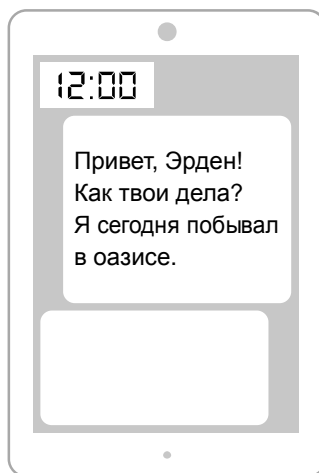 12:00
Привет, Эрден!
Как твои дела?
Я сегодня побывал
в оазисе.